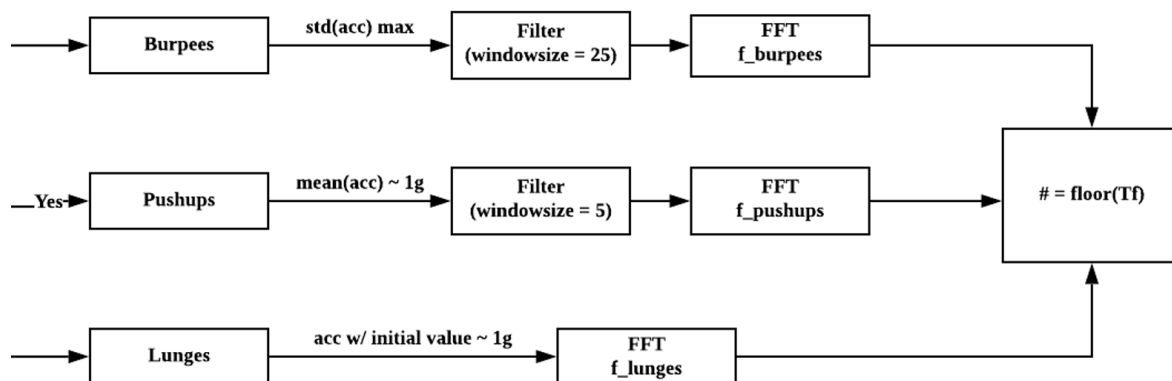 Burpees
std(acc) max
Filter
(windowsize = 25)
FFT
f_burpees
Yes
Pushups
mean(acc) ~ 1g
Filter
(windowsize = 5)
FFT
f_pushups
# = floor(Tf)
Lunges
acc w/ initial value ~ 1g
FFT
f_lunges